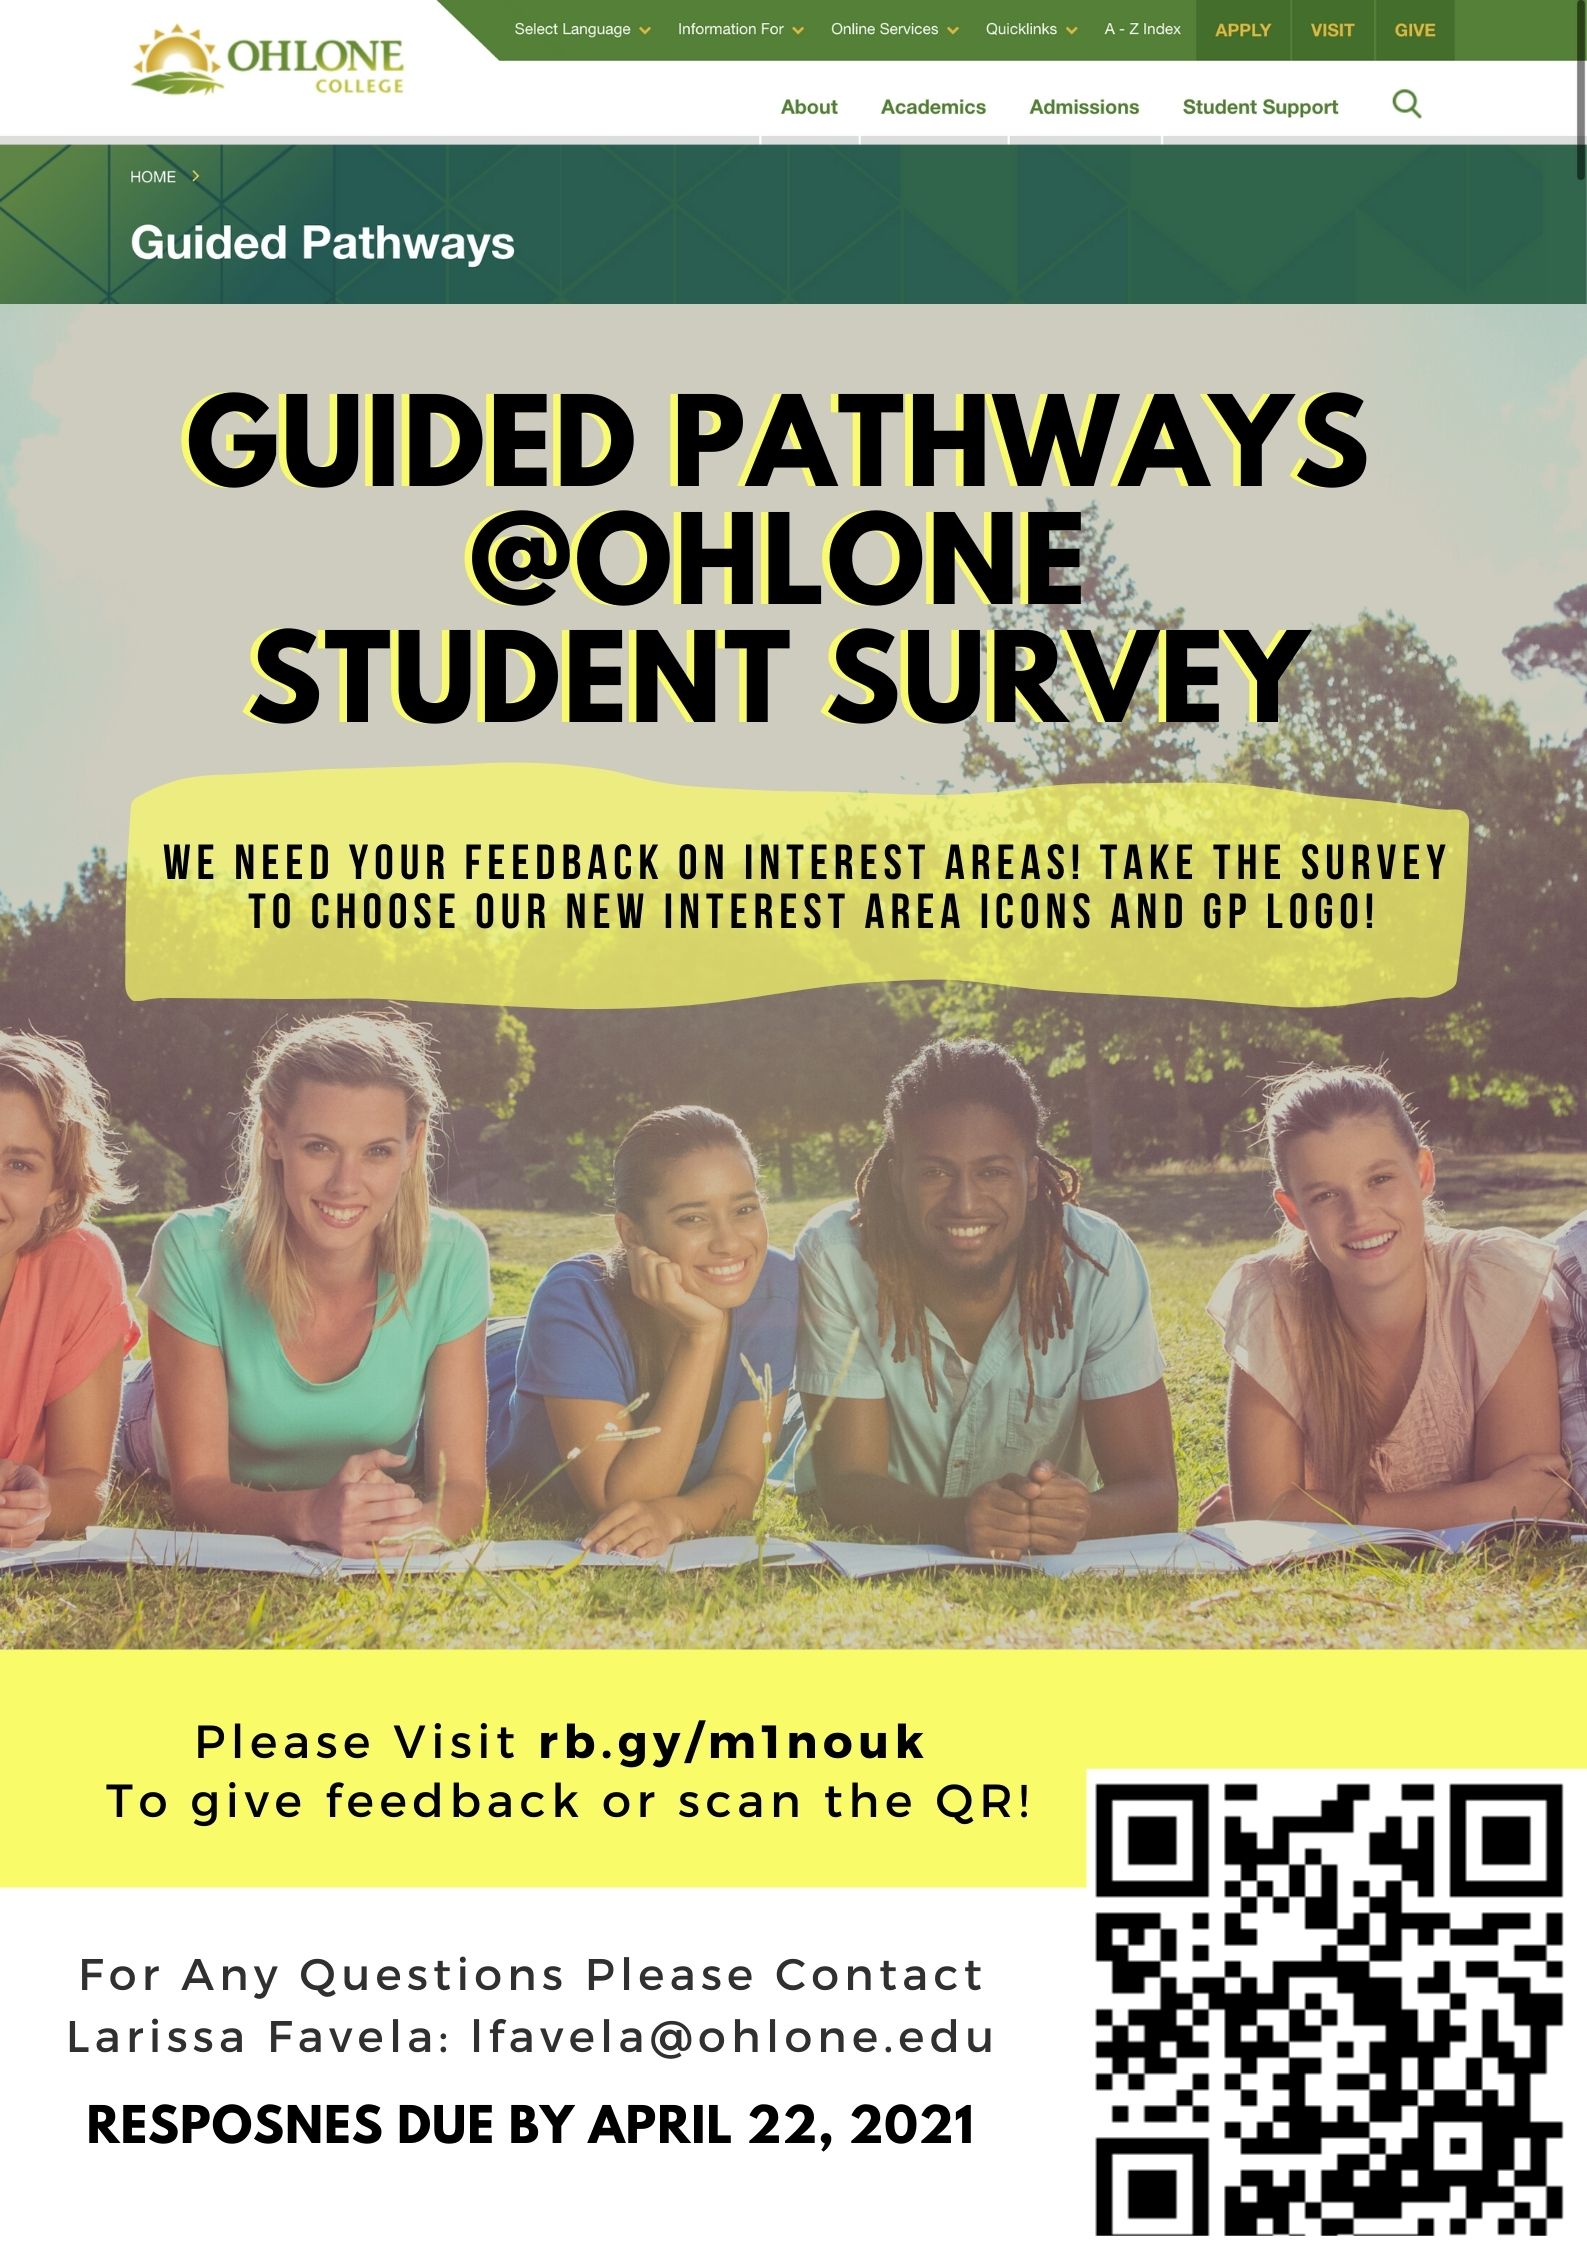 OHLONE
COLLEGE
Select Language
Information For
Online Services
Quicklinks
A - Z Index
APPLY
VISIT
GIVE
About
Academics
Admissions
Student Support
HOME
Guided Pathways
GUIDED PATHWAYS
@OHLONE
STUDENT SURVEY
WE NEED YOUR FEEDBACK ON INTEREST AREAS! TAKE THE SURVEY
TO CHOOSE OUR NEW INTEREST AREA ICONS AND GP LOGO!
Please Visit rb.gy/m1nouk
To give feedback or scan the QR!
For Any Questions Please Contact
Larissa Favela: lfavela@ohlone.edu
RESPOSNES DUE BY APRIL 22, 2021